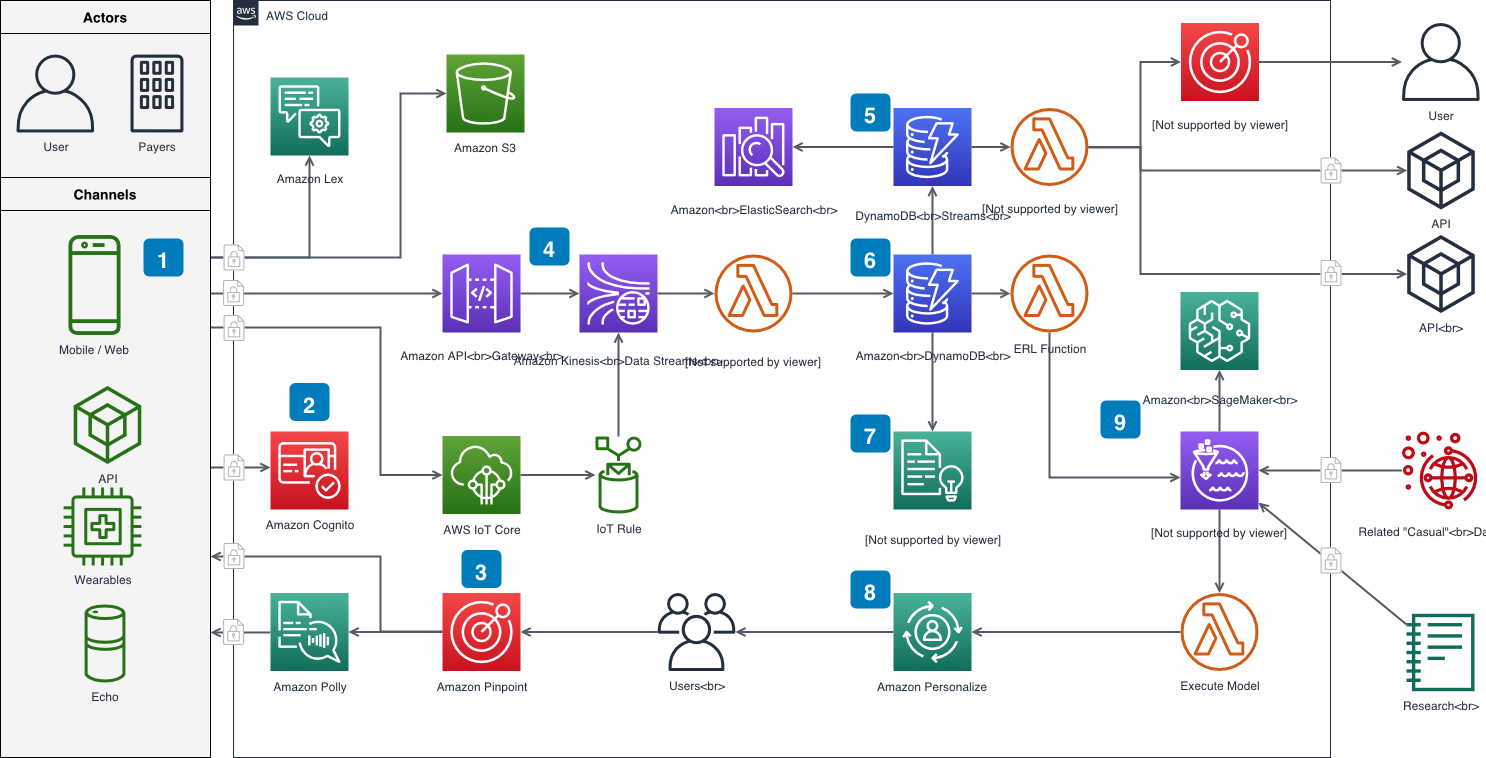 Actors
User
Payers
Channels
1
Mobile / Web
API
Wearables
Echo
aws
AWS Cloud
Amazon Lex
Amazon S3
Amazon<br>ElasticSearch<br>
5
DynamoDB<br>Streams<br>
[Not supported by viewer]
[Not supported by viewer]
User
API
API<br>
4
Amazon API<br>Gateway<br>
Amazon Kinesis<br>Data Streams<br>
[Not supported by viewer]
6
Amazon<br>DynamoDB<br>
ERL Function
Amazon<br>SageMaker<br>
2
Amazon Cognito
AWS IoT Core
IoT Rule
7
[Not supported by viewer]
9
[Not supported by viewer]
Related "Casual"<br>Da
3
Amazon Polly
Amazon Pinpoint
Users<br>
8
Amazon Personalize
Execute Model
Research<br>